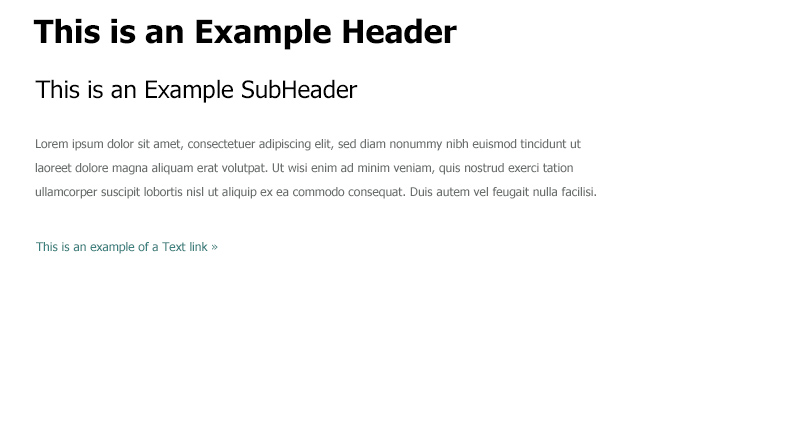 This is an Example Header
This is an Example SubHeader
Lorem ipsum dolor sit amet, consectetuer adipiscing elit, sed diam nonummy nibh euismod tincidunt ut
laoreet dolore magna aliquam erat volutpat. Ut wisi enim ad minim veniam, quis nostrud exerci tation
ullamcorper suscipit lobortis nisl ut aliquip ex ea commodo consequat. Duis autem vel feugait nulla facilisi.
This is an example of a Text link »